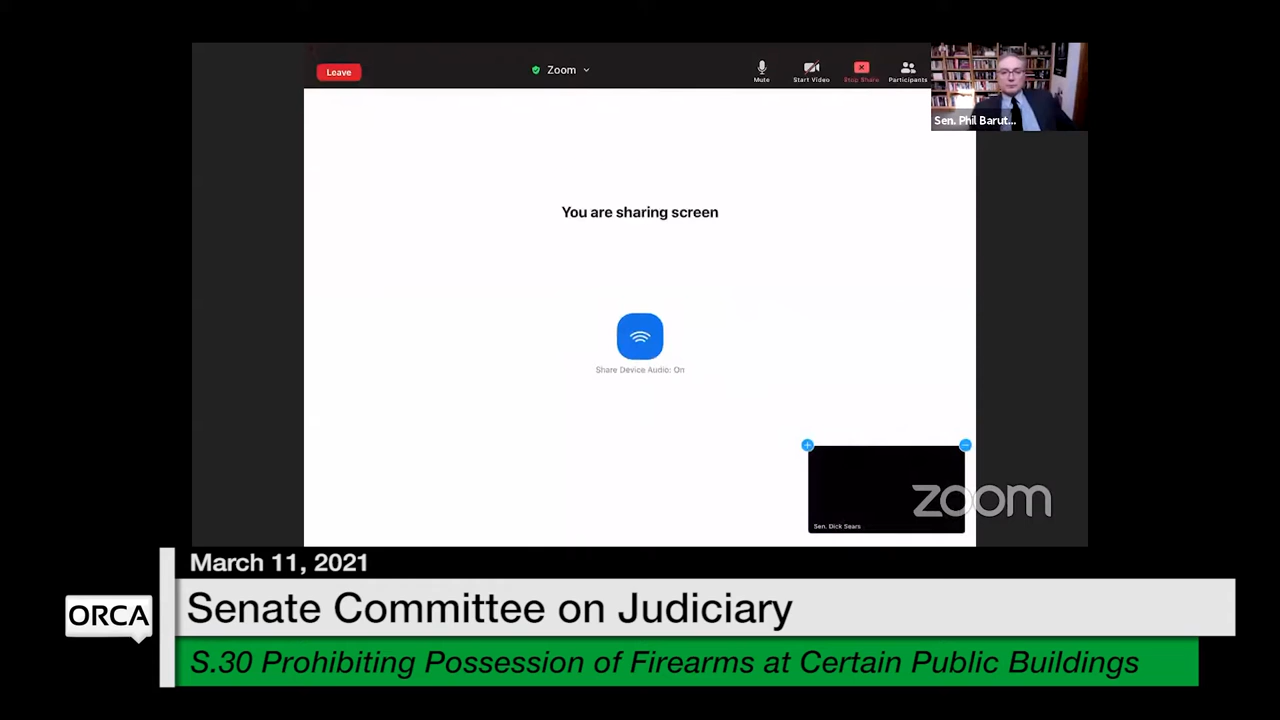 Leave
Zoom
Mute
Start Video
Stop Share
Participants
Sen. Phil Barut...
You are sharing screen
Share Device Audio: On
Sen. Dick Sears
zoom
March 11, 2021
ORCA
Senate Committee on Judiciary
S.30 Prohibiting Possession of Firearms at Certain Public Buildings